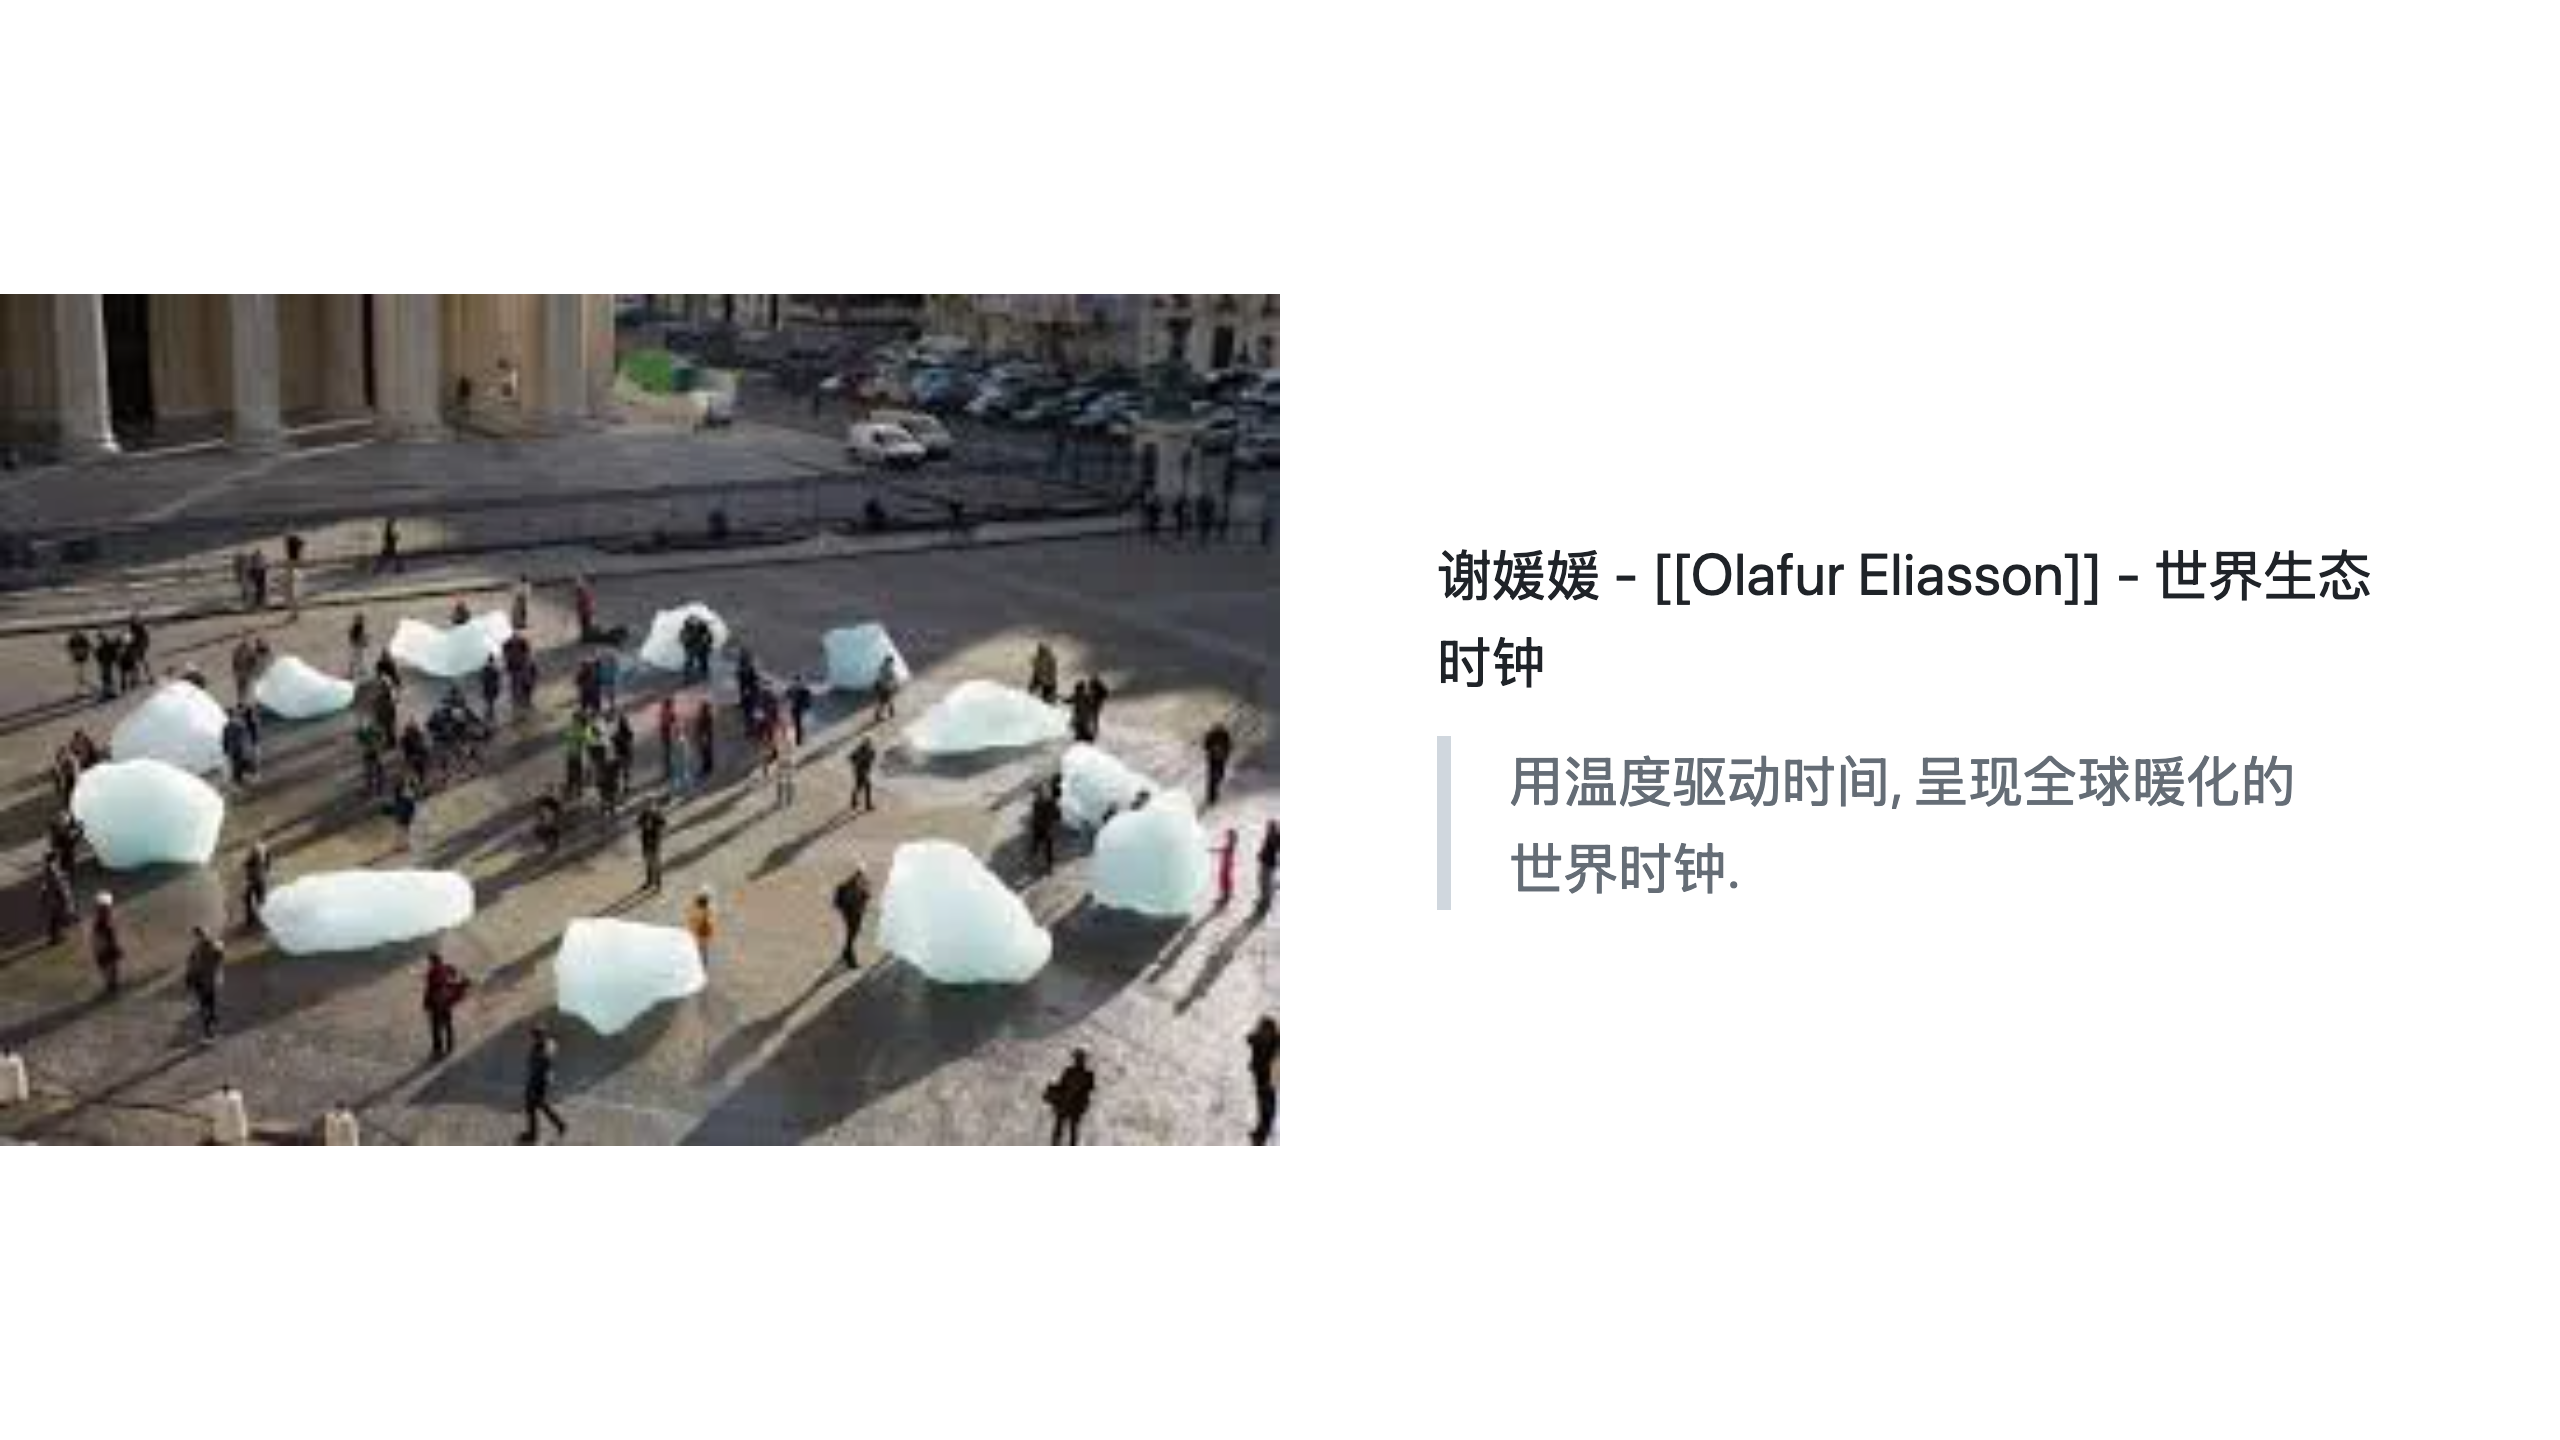 谢媛媛 - [[Olafur Eliasson]] - 世界生态
时钟
用温度驱动时间, 呈现全球暖化的
世界时钟.